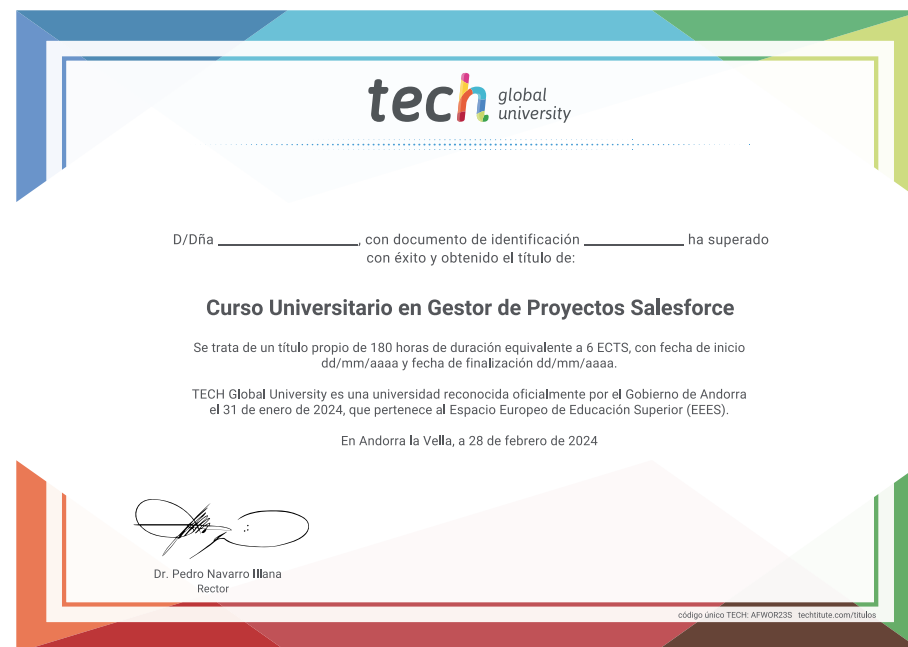 tech global university
D/Dña ______________, con documento de identificación __________ ha superado
con éxito y obtenido el título de:
Curso Universitario en Gestor de Proyectos Salesforce
Se trata de un título propio de 180 horas de duración equivalente a 6 ECTS, con fecha de inicio
dd/mm/aaaa y fecha de finalización dd/mm/aaaa.
TECH Global University es una universidad reconocida oficialmente por el Gobierno de Andorra
el 31 de enero de 2024, que pertenece al Espacio Europeo de Educación Superior (EEES).
En Andorra la Vella, a 28 de febrero de 2024
Dr. Pedro Navarro Illana
Rector
código único TECH: AFWOR23S techtitute.com/titulos